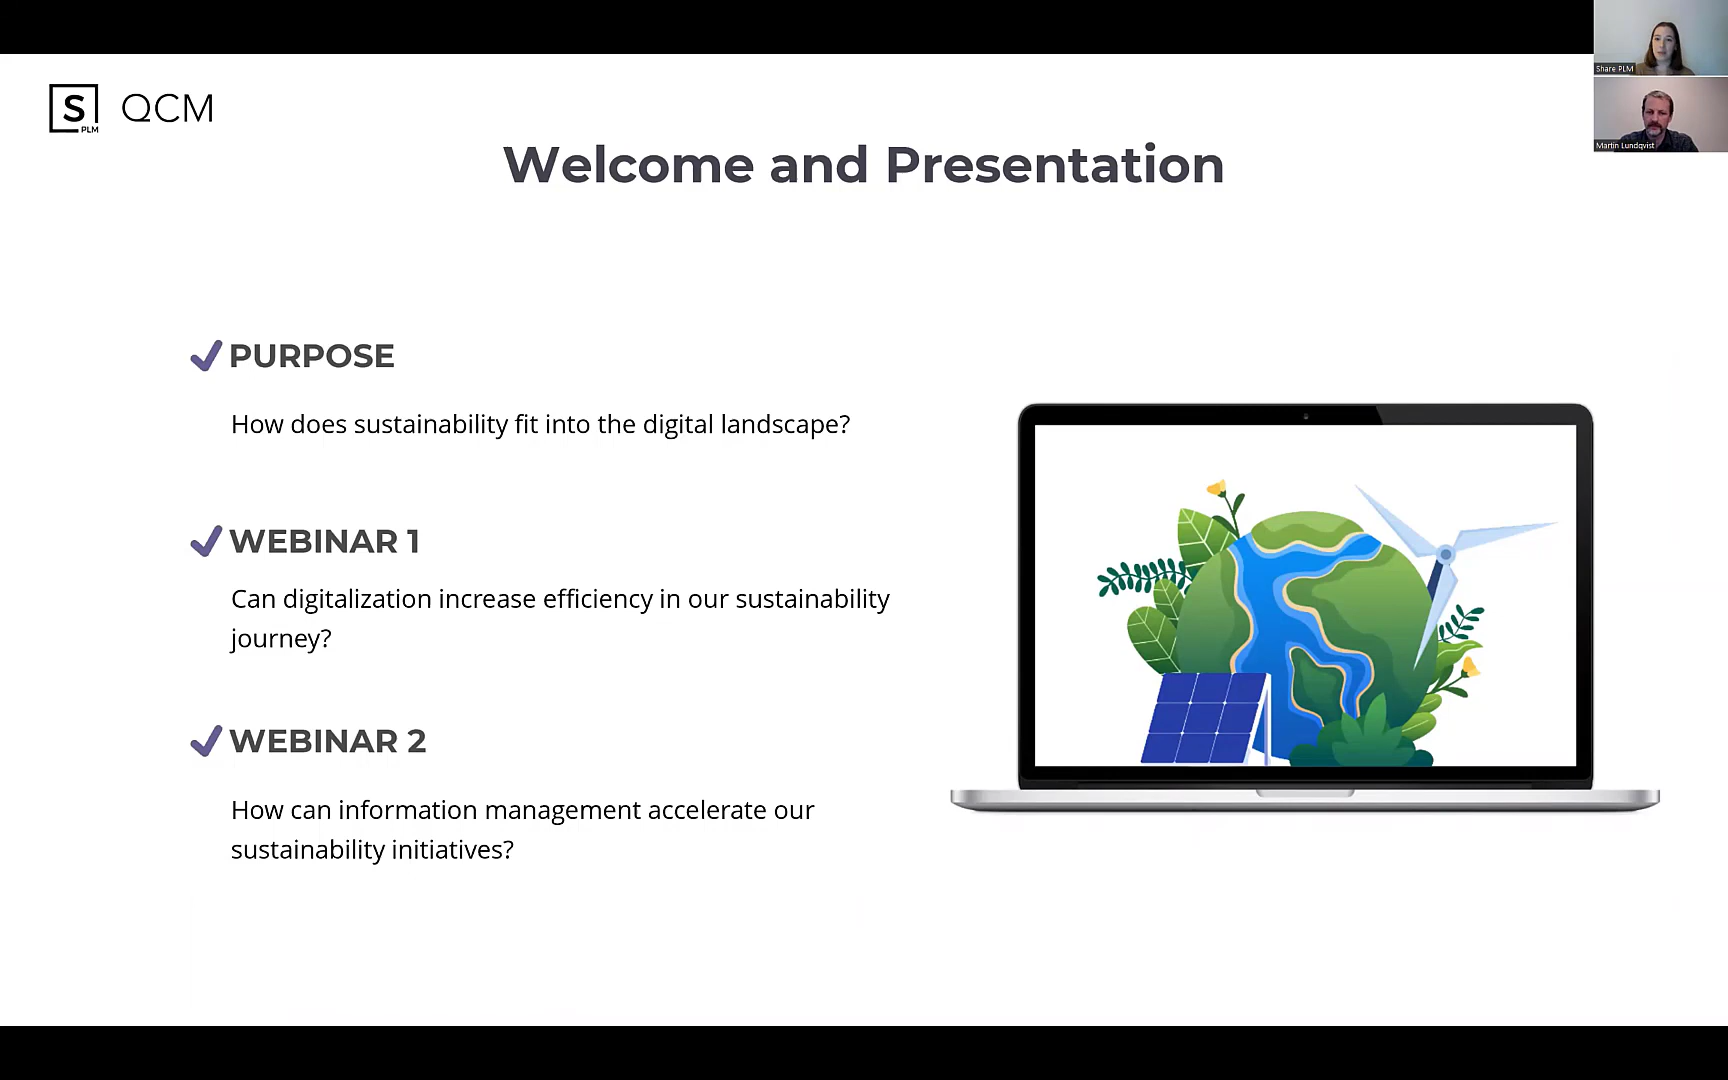 Share PLM
Martin Lundqvist
S
PLM
QCM
Welcome and Presentation
PURPOSE
How does sustainability fit into the digital landscape?
WEBINAR 1
Can digitalization increase efficiency in our sustainability
journey?
WEBINAR 2
How can information management accelerate our
sustainability initiatives?